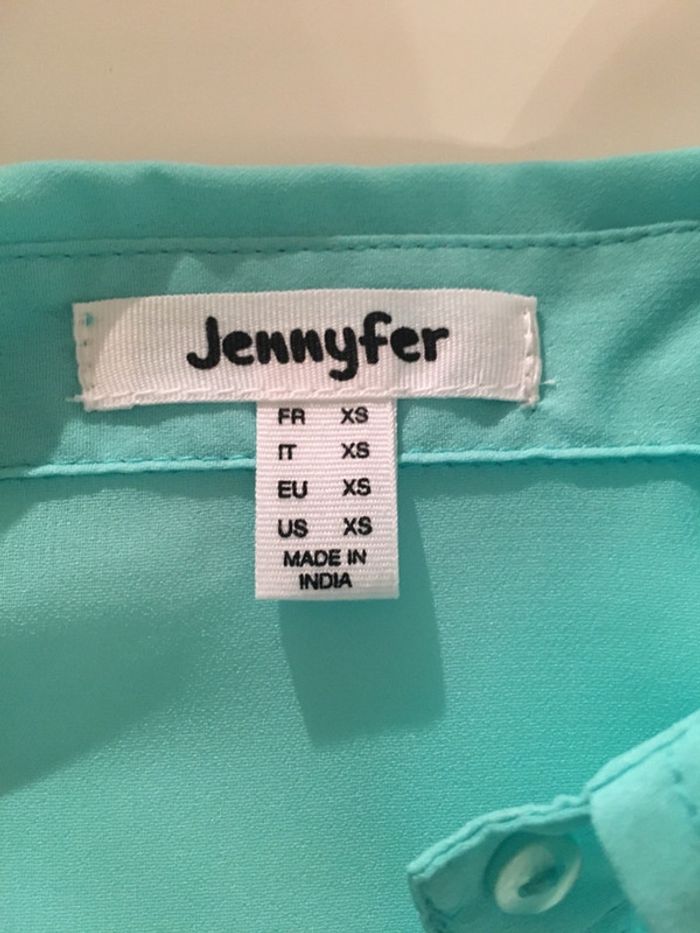 Jennyfer
FR XS
IT XS
EU XS
US XS
MADE IN
INDIA